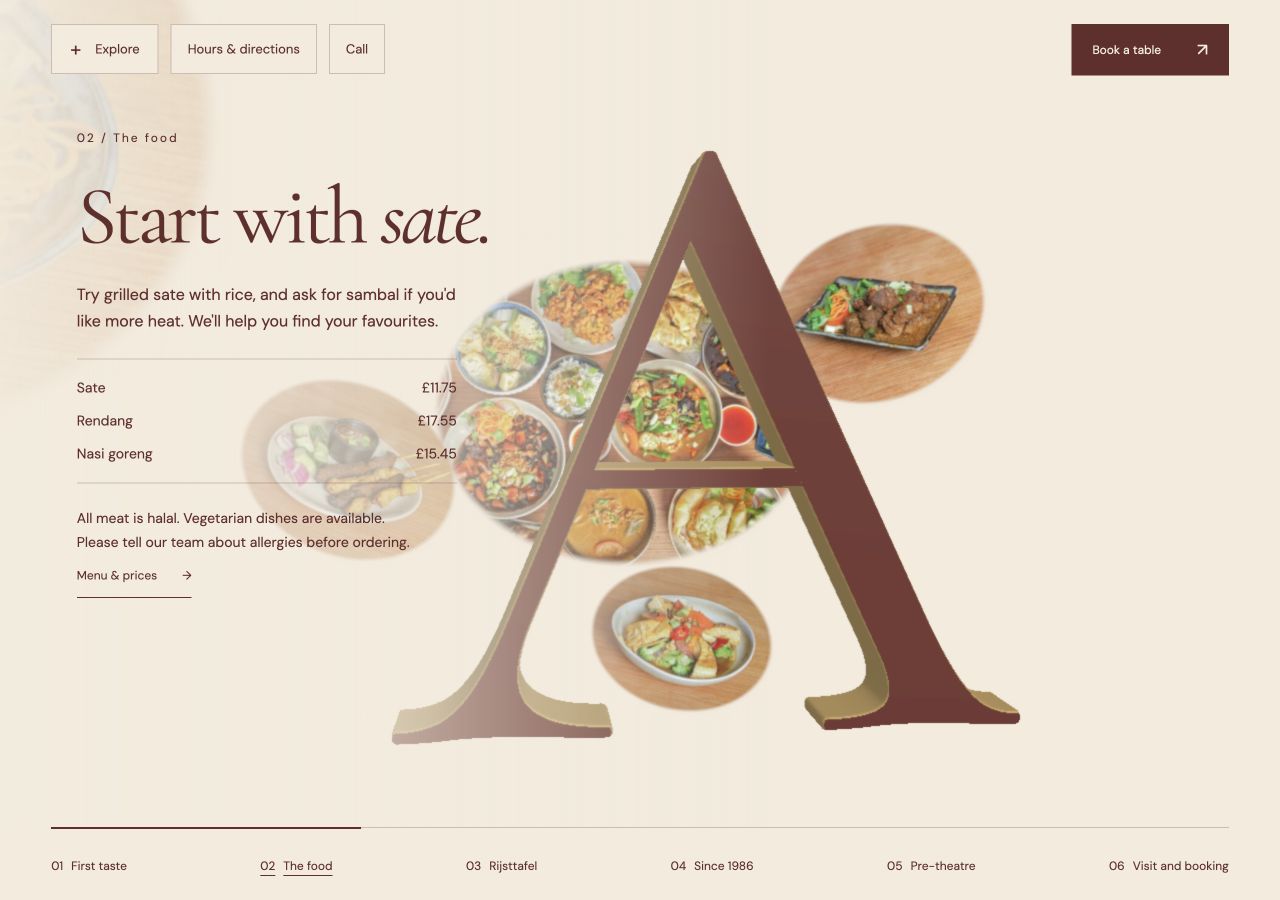 + Explore
Hours & directions
Call
Book a table
02 / The food
Start with sate.
Try grilled sate with rice, and ask for sambal if you'd
like more heat. We'll help you find your favourites.
Sate £11.75
Rendang £17.55
Nasi goreng £15.45
All meat is halal. Vegetarian dishes are available.
Please tell our team about allergies before ordering.
Menu & prices →
A
01 First taste
02 The food
03 Rijsttafel
04 Since 1986
05 Pre-theatre
06 Visit and booking